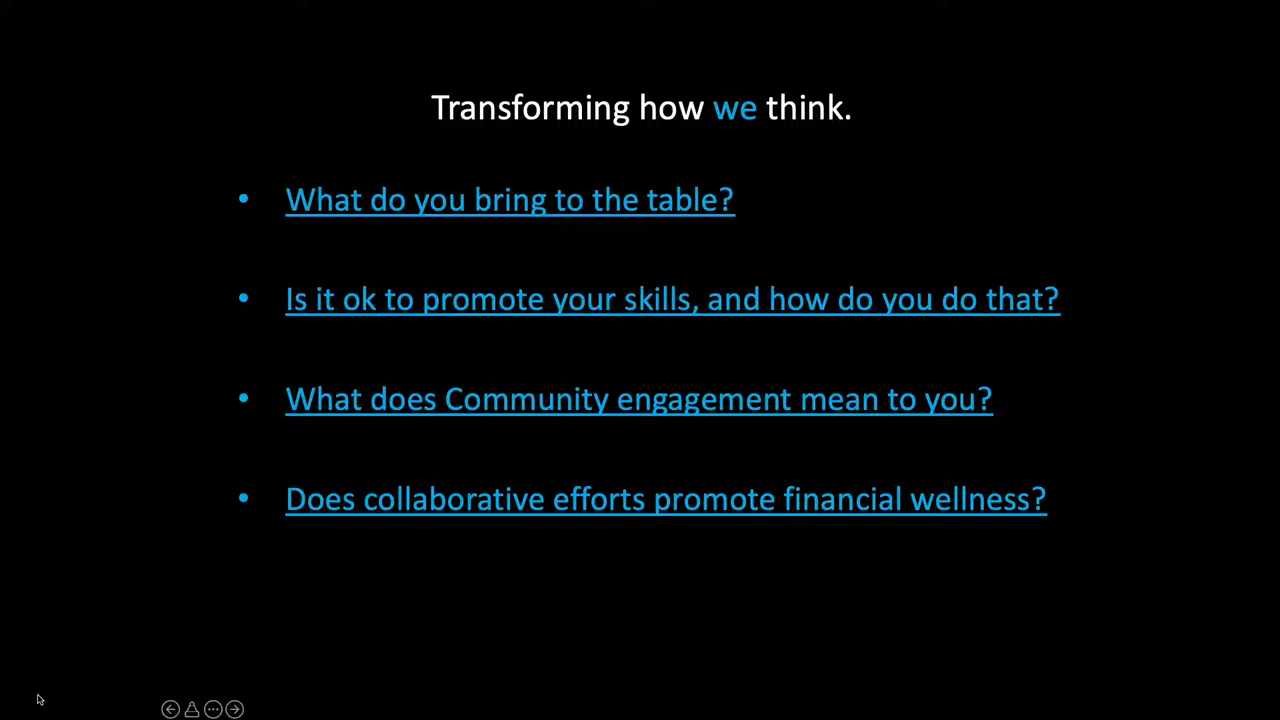 Transforming how we think.
• What do you bring to the table?
• Is it ok to promote your skills, and how do you do that?
• What does Community engagement mean to you?
• Does collaborative efforts promote financial wellness?